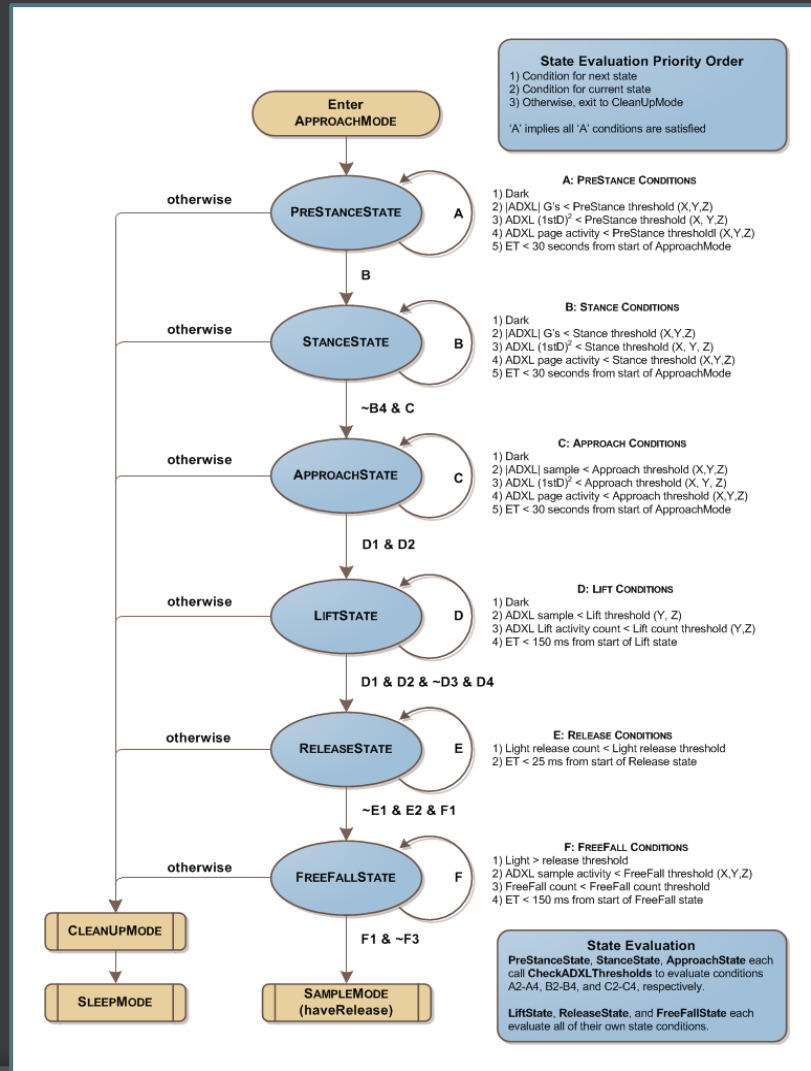 State Evaluation Priority Order
1) Condition for next state
2) Condition for current state
3) Otherwise, exit to CleanUpMode
'A' implies all 'A' conditions are satisfied
Enter
APPROACHMODE
otherwise
PRESTANCESTATE
A
A: PRESTANCE CONDITIONS
1) Dark
2) |ADXL| G's < PreStance threshold (X,Y,Z)
3) ADXL (1stD)² < PreStance threshold (X, Y,Z)
4) ADXL page activity < PreStance thresholdl (X,Y,Z)
5) ET < 30 seconds from start of ApproachMode
B
otherwise
STANCESTATE
B
B: STANCE CONDITIONS
1) Dark
2) |ADXL| G's < Stance threshold (X,Y,Z)
3) ADXL (1stD)² < Stance threshold (X, Y, Z)
4) ADXL page activity < Stance threshold (X,Y,Z)
5) ET < 30 seconds from start of ApproachMode
~B4 & C
otherwise
APPROACHSTATE
C
C: APPROACH CONDITIONS
1) Dark
2) |ADXL| sample < Approach threshold (X,Y,Z)
3) ADXL (1stD)² < Approach threshold (X, Y, Z)
4) ADXL page activity < Approach threshold (X,Y,Z)
5) ET < 30 seconds from start of ApproachMode
D1 & D2
otherwise
LIFTSTATE
D
D: LIFT CONDITIONS
1) Dark
2) ADXL sample < Lift threshold (Y, Z)
3) ADXL Lift activity count < Lift count threshold (Y,Z)
4) ET < 150 ms from start of Lift state
D1 & D2 & ~D3 & D4
otherwise
RELEASESTATE
E
E: RELEASE CONDITIONS
1) Light release count < Light release threshold
2) ET < 25 ms from start of Release state
~E1 & E2 & F1
otherwise
FREEFALLSTATE
F
F: FREEFALL CONDITIONS
1) Light > release threshold
2) ADXL sample activity < FreeFall threshold (X,Y,Z)
3) FreeFall count < FreeFall count threshold
4) ET < 150 ms from start of FreeFall state
F1 & ~F3
CLEANUPMODE
SLEEPMODE
SAMPLEMODE
(haveRelease)
State Evaluation
PreStanceState, StanceState, ApproachState each
call CheckADXLThresholds to evaluate conditions
A2-A4, B2-B4, and C2-C4, respectively.
LiftState, ReleaseState, and FreeFallState each
evaluate all of their own state conditions.